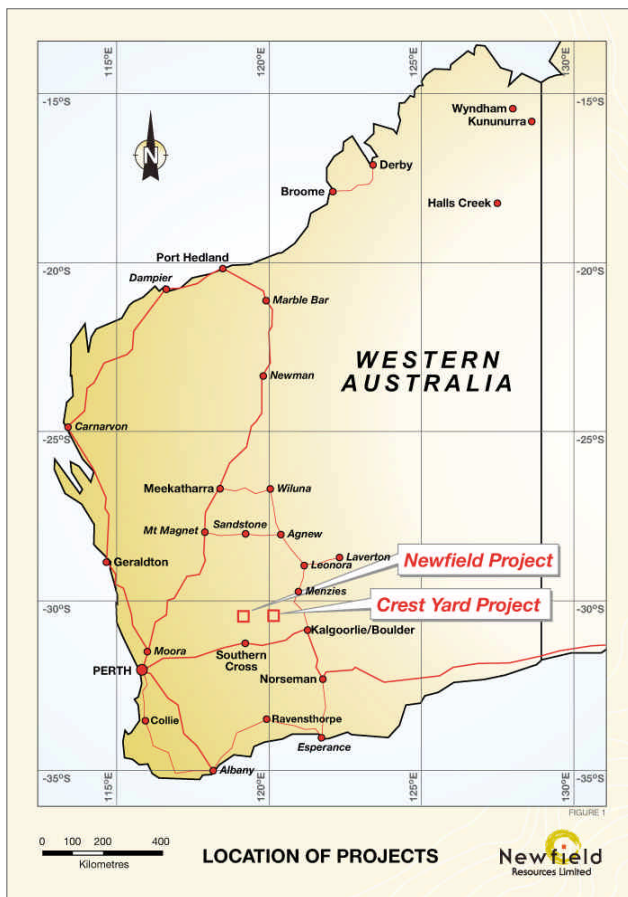 115°E
120°E
125°E
130°E
-15°S
-15°S
Wyndham
Kununurra
N
Derby
Broome
Halls Creek
Port Hedland
-20°S
-20°S
Dampier
Marble Bar
WESTERN
AUSTRALIA
Newman
Carnarvon
-25°S
-25°S
Meekatharra
Wiluna
Mt Magnet
Sandstone
Agnew
Geraldton
Leonora
Laverton
Newfield Project
Menzies
Crest Yard Project
-30°S
-30°S
Kalgoorlie/Boulder
Moora
Southern
Cross
PERTH
Norseman
Collie
Ravensthorpe
Esperance
Albany
-35°S
-35°S
115°E
120°E
125°E
130°E
FIGURE 1
0 100 200 400
Kilometres
LOCATION OF PROJECTS
Newfield
Resources Limited